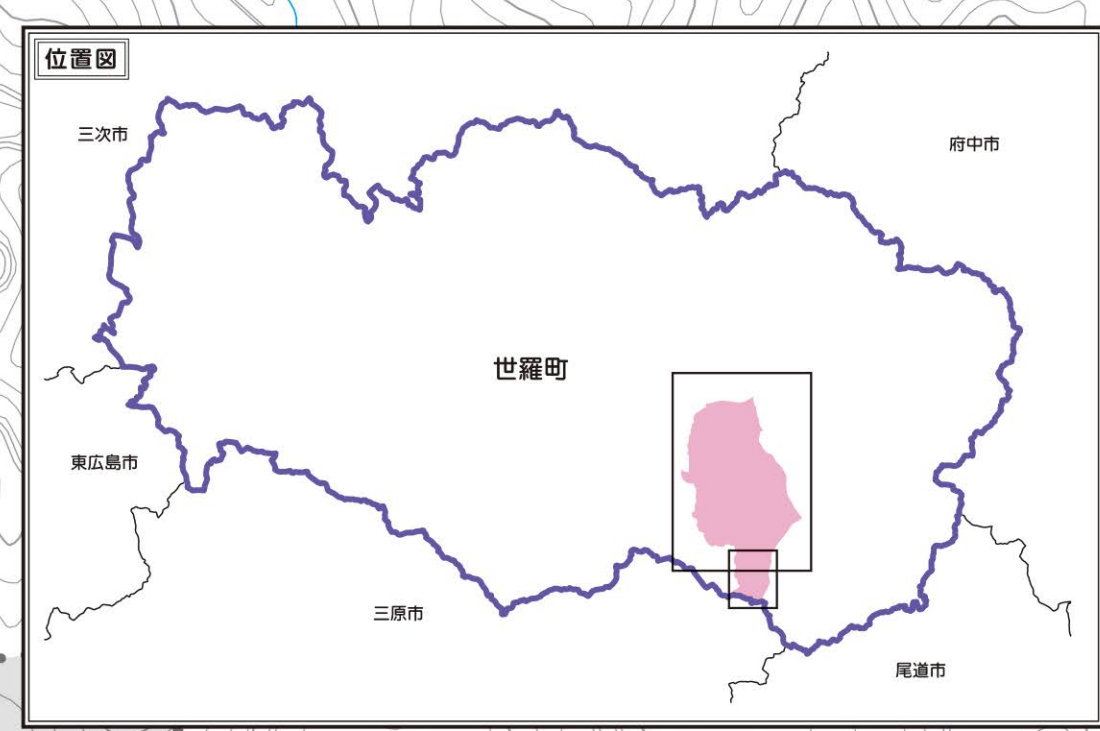 位置図
三次市
府中市
世羅町
東広島市
三原市
尾道市